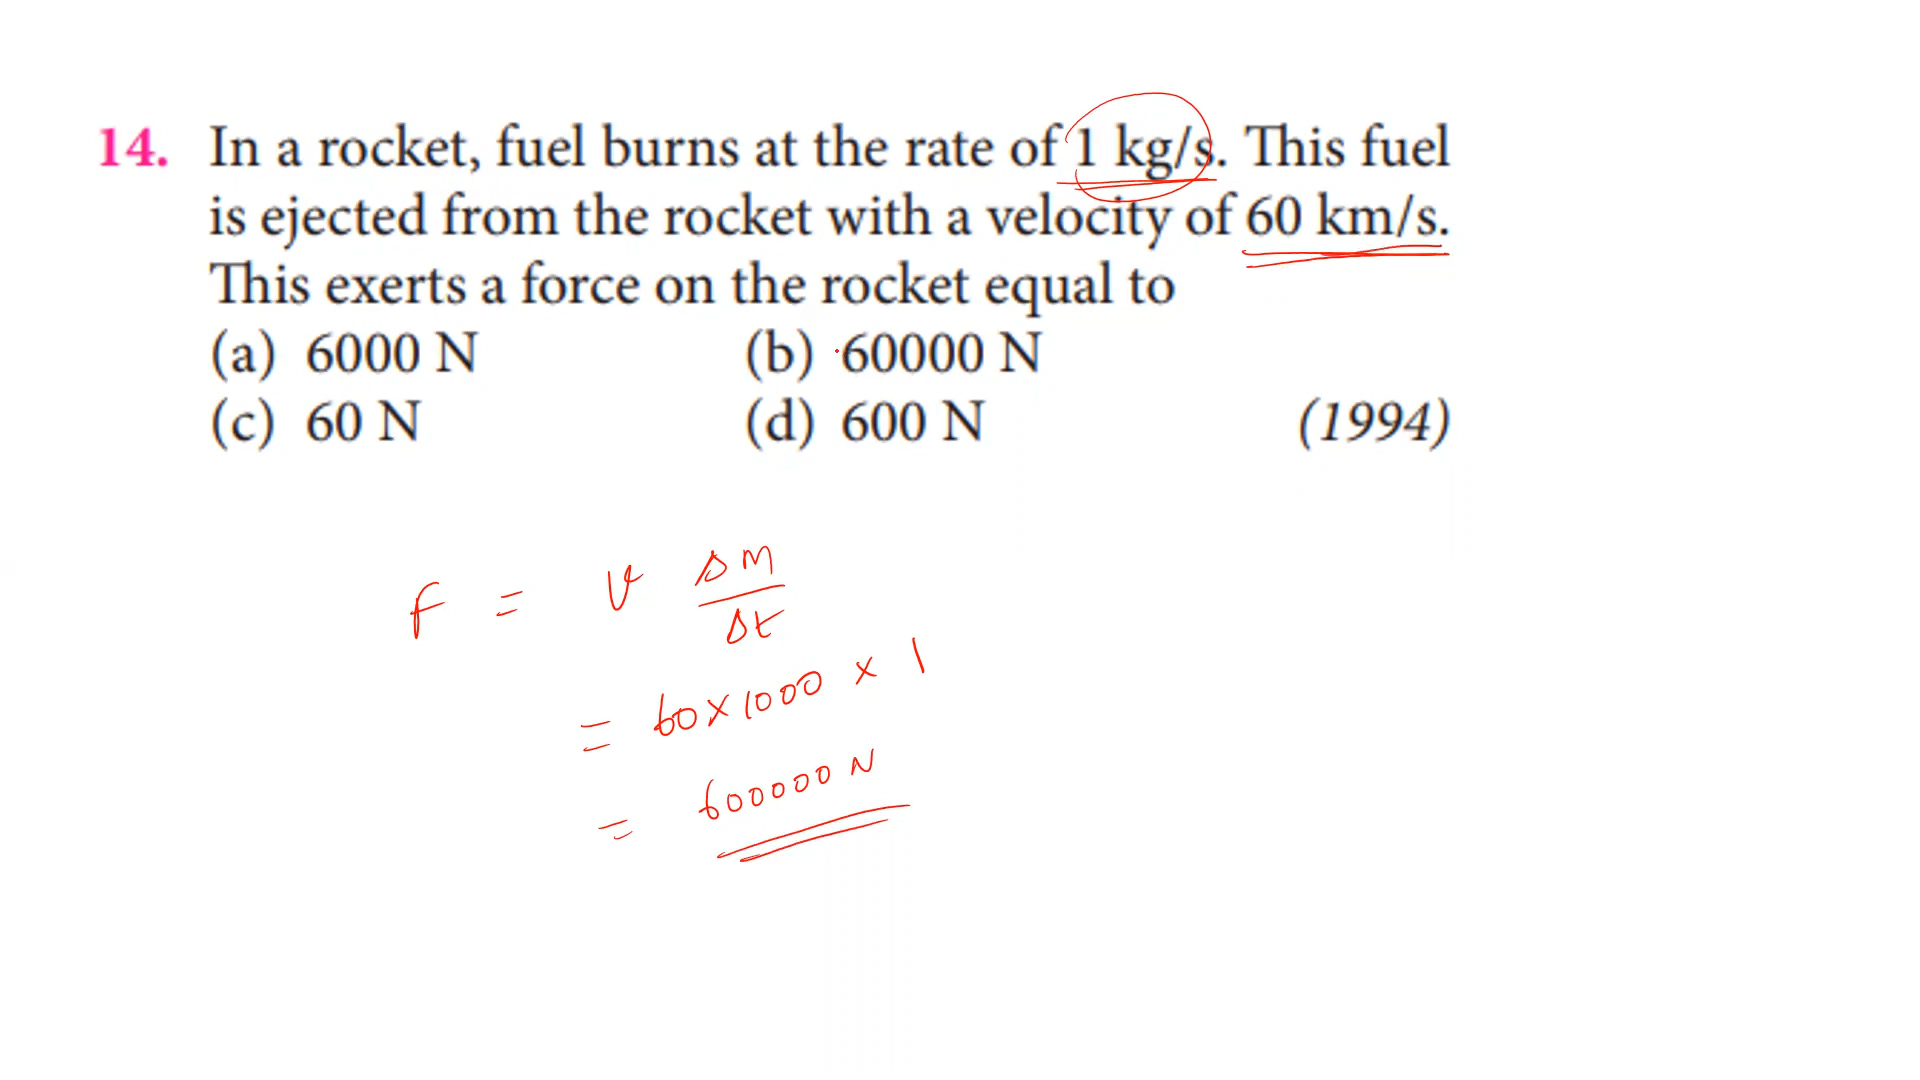 14. In a rocket, fuel burns at the rate of 1 kg/s. This fuel
is ejected from the rocket with a velocity of 60 km/s.
This exerts a force on the rocket equal to
(a) 6000 N (b) 60000 N
(c) 60 N (d) 600 N (1994)
F = v ΔM/Δt
= 60 × 1000 × 1
= 600000 N